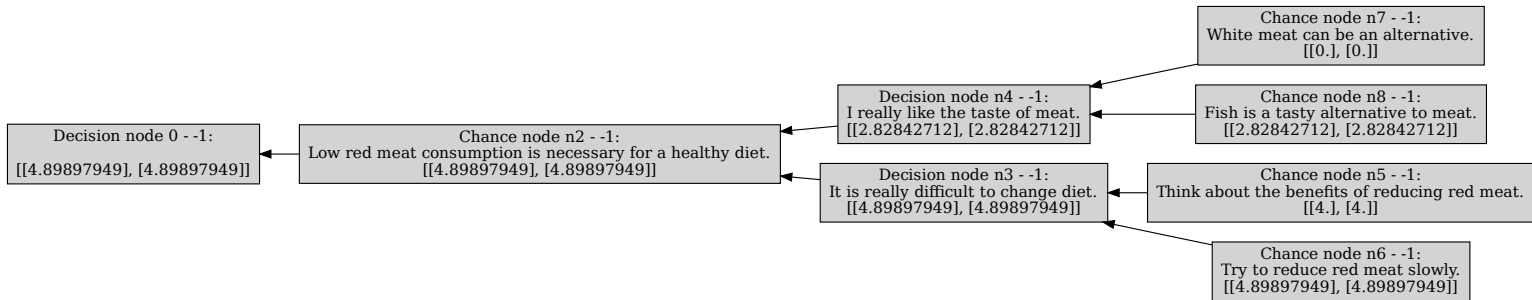 Chance node n7 - -1:
White meat can be an alternative.
[[0.], [0.]]
Decision node n4 - -1:
I really like the taste of meat.
[[2.82842712], [2.82842712]]
Chance node n8 - -1:
Fish is a tasty alternative to meat.
[[2.82842712], [2.82842712]]
Decision node 0 - -1:
[[4.89897949], [4.89897949]]
Chance node n2 - -1:
Low red meat consumption is necessary for a healthy diet.
[[4.89897949], [4.89897949]]
Decision node n3 - -1:
It is really difficult to change diet.
[[4.89897949], [4.89897949]]
Chance node n5 - -1:
Think about the benefits of reducing red meat.
[[4.], [4.]]
Chance node n6 - -1:
Try to reduce red meat slowly.
[[4.89897949], [4.89897949]]